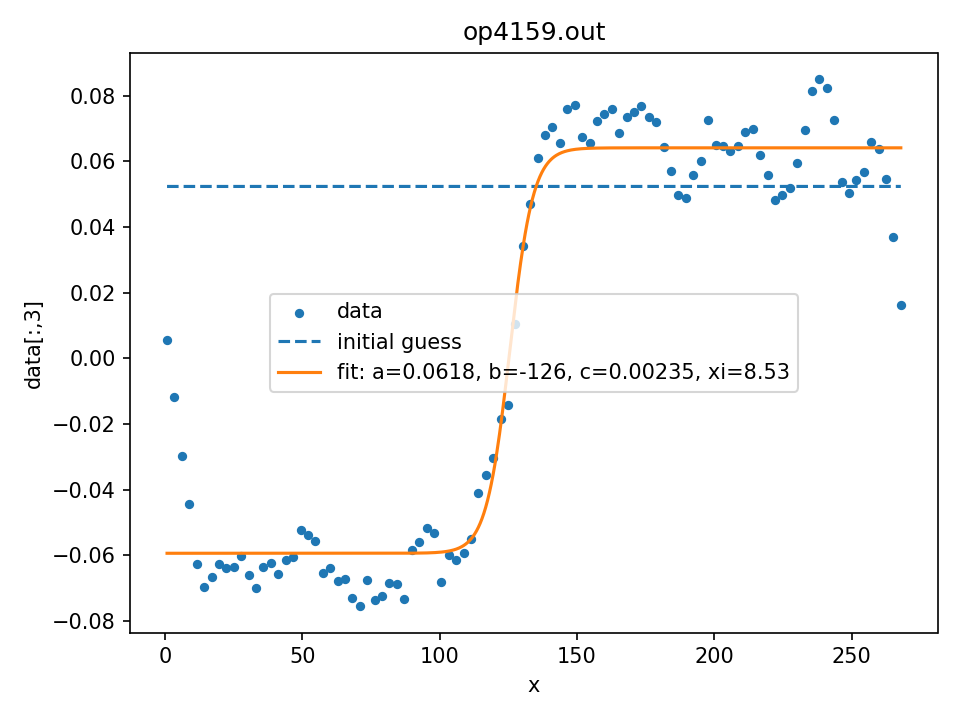 op4159.out
0.08
0.06
0.04
0.02
0.00
−0.02
−0.04
−0.06
−0.08
data[:,3]
data
initial guess
fit: a=0.0618, b=-126, c=0.00235, xi=8.53
0 50 100 150 200 250
x